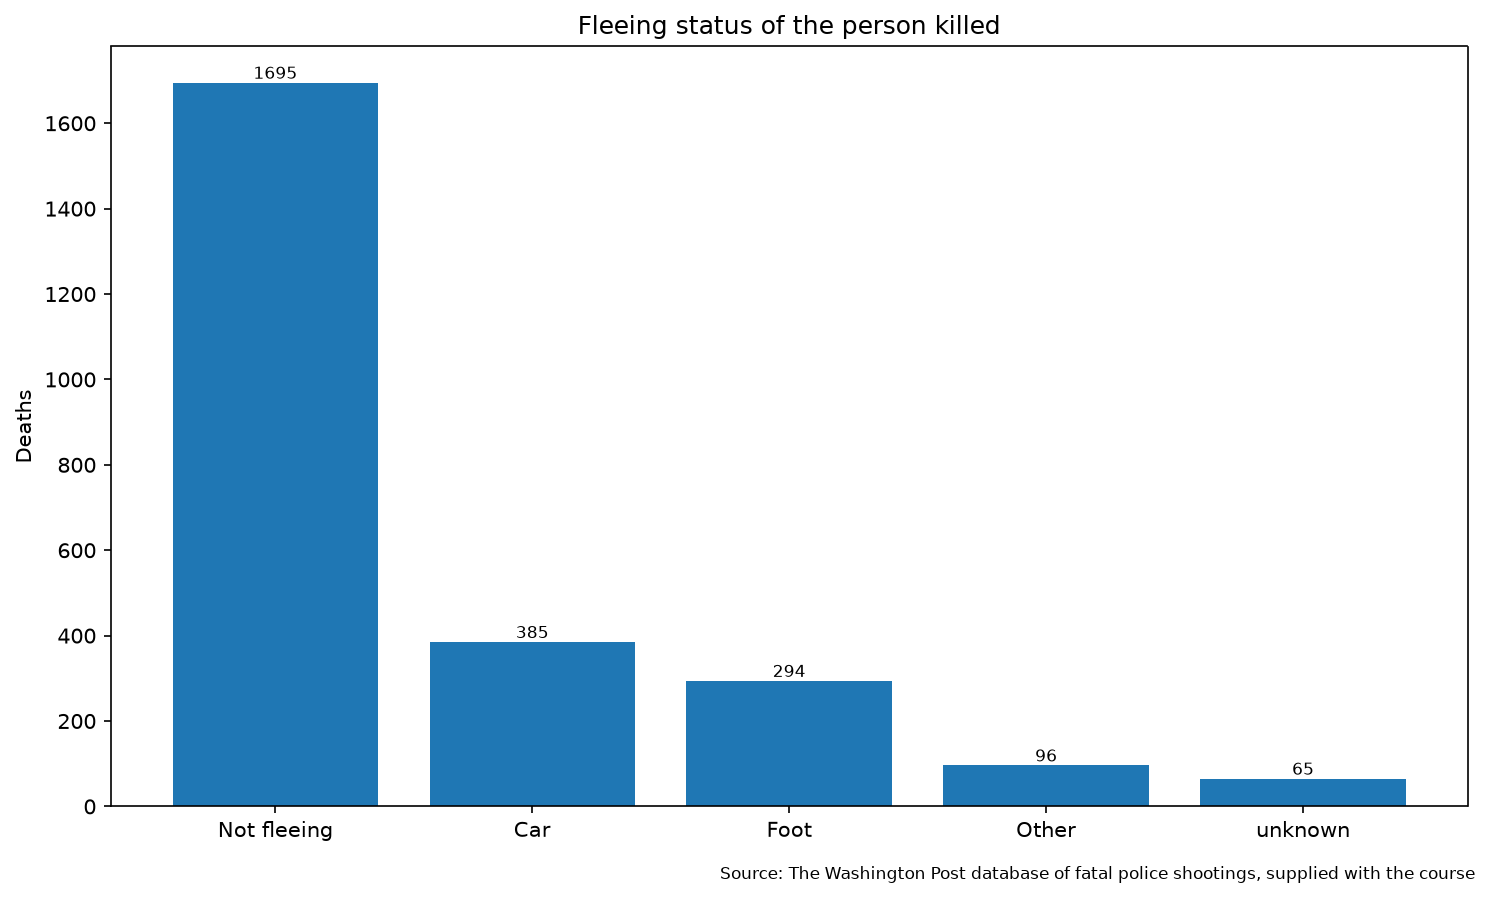 Fleeing status of the person killed
1695
1600
1400
1200
1000
800
600
400
200
0
Deaths
385
294
96
65
Not fleeing
Car
Foot
Other
unknown
Source: The Washington Post database of fatal police shootings, supplied with the course